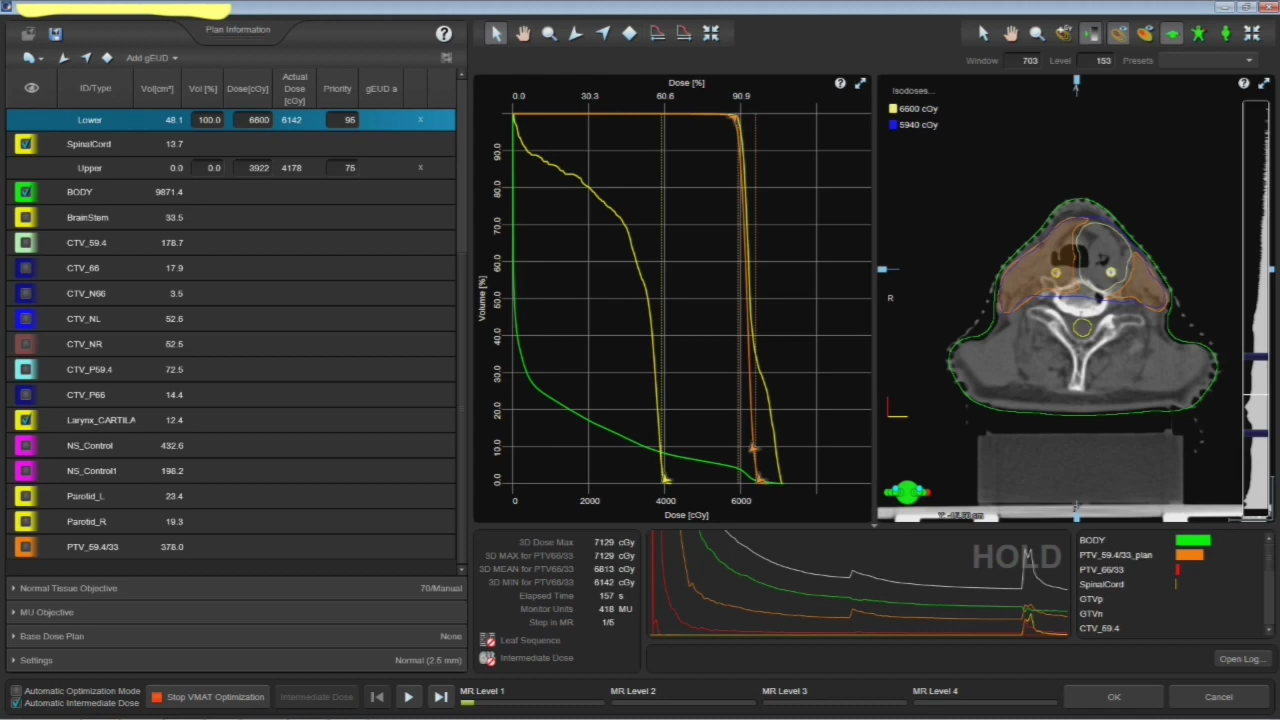 Plan Information
?
Add gEUD
ID/Type Vol[cm³] Vol [%] Dose[cGy] Actual Dose [cGy] Priority gEUD a
Lower 48.1 100.0 6600 6142 95 x
SpinalCord 13.7
Upper 0.0 0.0 3922 4178 75 x
BODY 9871.4
BrainStem 33.5
CTV_59.4 178.7
CTV_66 17.9
CTV_N66 3.5
CTV_NL 52.6
CTV_NR 52.5
CTV_P59.4 72.5
CTV_P66 14.4
Larynx_CARTILA 12.4
NS_Control 432.6
NS_Control1 198.2
Parotid_L 23.4
Parotid_R 19.3
PTV_59.4/33 378.0
Normal Tissue Objective 70/Manual
MU Objective
Base Dose Plan None
Settings Normal (2.5 mm)
Automatic Optimization Mode
Automatic Intermediate Dose
Stop VMAT Optimization
Intermediate Dose
MR Level 1 MR Level 2 MR Level 3 MR Level 4
OK Cancel
Dose [%]
?
0.0 30.3 60.6 90.9
Volume [%]
90.0
80.0
70.0
60.0
50.0
40.0
30.0
20.0
10.0
0.0
0 2000 4000 6000
Dose [cGy]
Window 703 Level 153 Presets
Isodoses...
?
6600 cGy
5940 cGy
R
3D Dose Max 7129 cGy
3D MAX for PTV66/33 7129 cGy
3D MEAN for PTV66/33 6813 cGy
3D MIN for PTV66/33 6142 cGy
Elapsed Time 157 s
Monitor Units 418 MU
Step in MR 1/5
Leaf Sequence
Intermediate Dose
HOLD
BODY
PTV_59.4/33_plan
PTV_66/33
SpinalCord
GTVp
GTVn
CTV_59.4
Open Log...